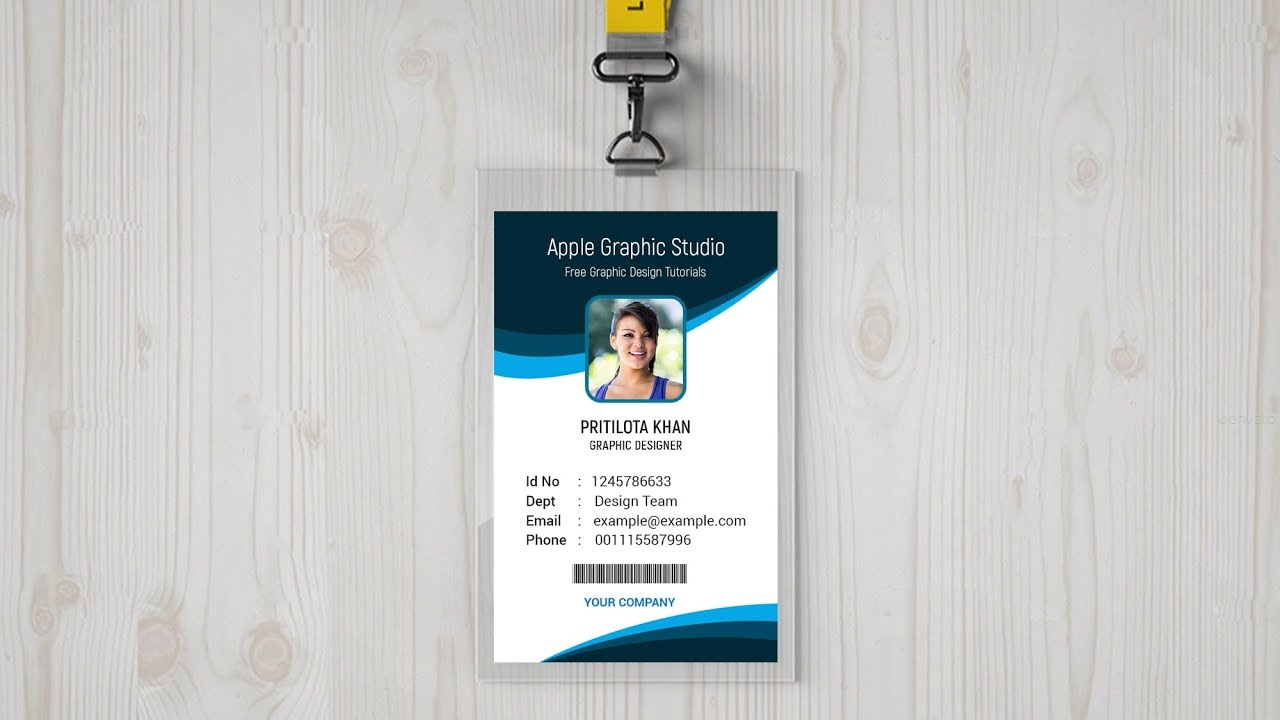 L
Apple Graphic Studio
Free Graphic Design Tutorials
PRITILOTA KHAN
GRAPHIC DESIGNER
Id No : 1245786633
Dept : Design Team
Email : example@example.com
Phone : 001115587996
YOUR COMPANY
envato